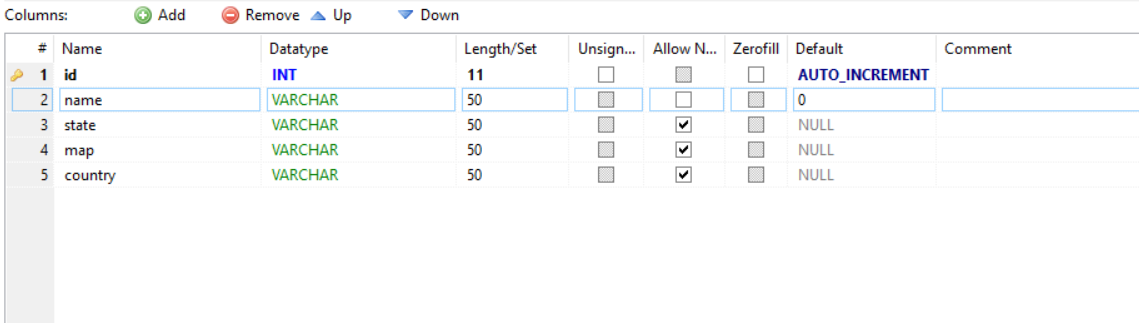 Columns: Add Remove Up Down
# Name Datatype Length/Set Unsign... Allow N... Zerofill Default Comment
1 id INT 11 AUTO_INCREMENT
2 name VARCHAR 50 0
3 state VARCHAR 50 NULL
4 map VARCHAR 50 NULL
5 country VARCHAR 50 NULL